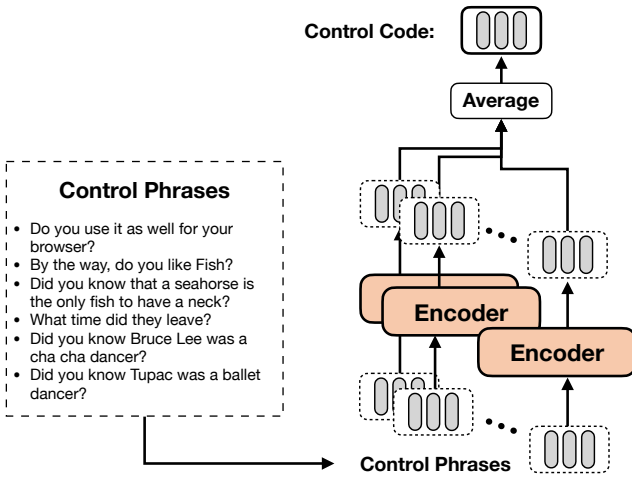 Control Code:
Average
Control Phrases
• Do you use it as well for your
browser?
• By the way, do you like Fish?
• Did you know that a seahorse is
the only fish to have a neck?
• What time did they leave?
• Did you know Bruce Lee was a
cha cha dancer?
• Did you know Tupac was a ballet
dancer?
Encoder
Encoder
Control Phrases